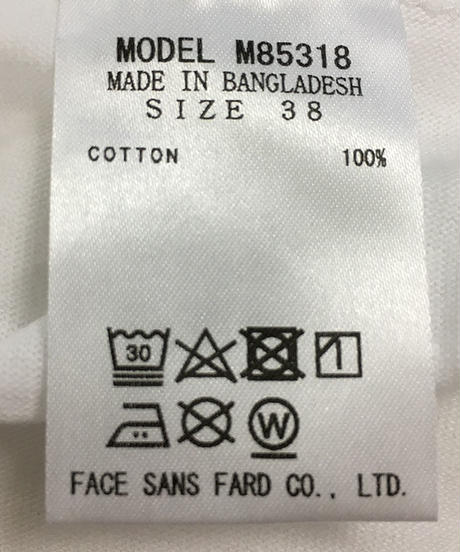 MODEL M85318
MADE IN BANGLADESH
SIZE 38
COTTON 100%
30
W
FACE SANS FARD CO., LTD.